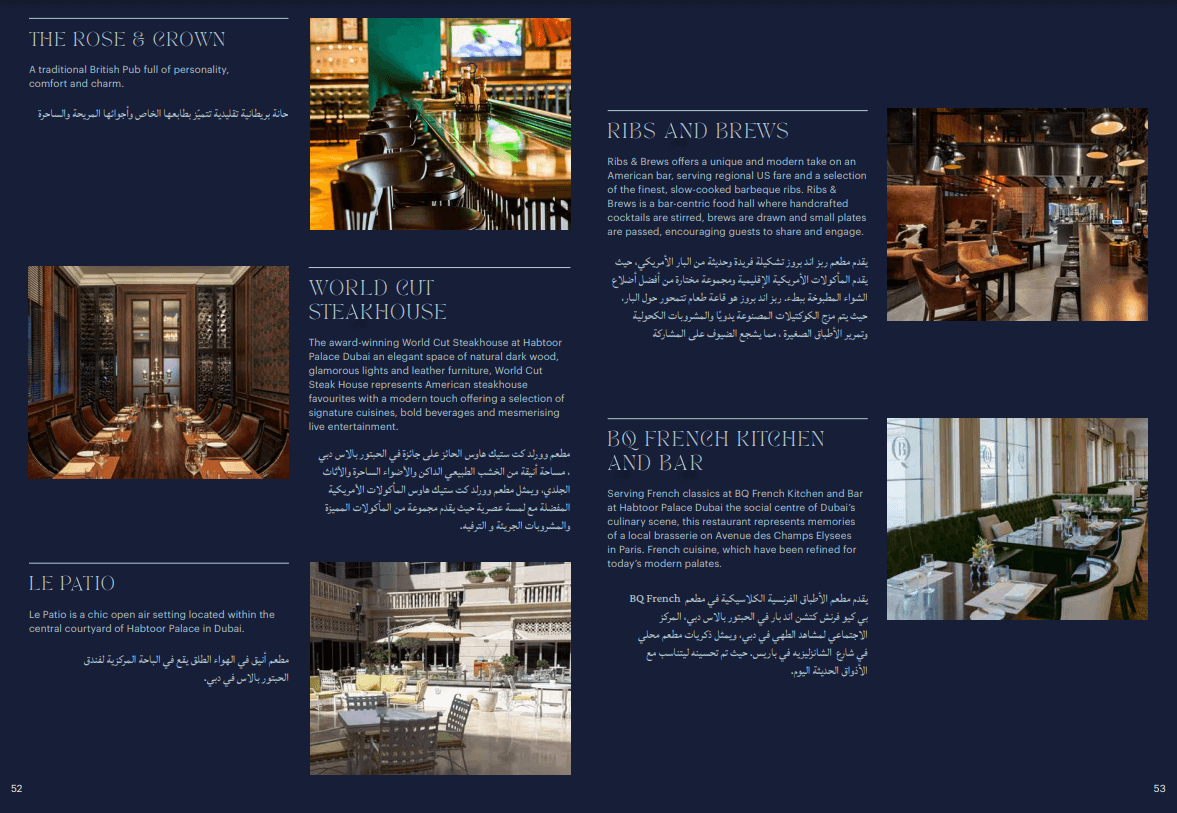 THE ROSE & CROWN
A traditional British Pub full of personality,
comfort and charm.
حانة بريطانية تقليدية تتميّز بطابعها الخاص وأجوائها المريحة والساحرة
WORLD CUT
STEAKHOUSE
The award-winning World Cut Steakhouse at Habtoor
Palace Dubai an elegant space of natural dark wood,
glamorous lights and leather furniture, World Cut
Steak House represents American steakhouse
favourites with a modern touch offering a selection of
signature cuisines, bold beverages and mesmerising
live entertainment.
مطعم وورلد كت ستيك هاوس الحائز على جائزة في الحبتور بالاس دبي
، مساحة أنيقة من الخشب الطبيعي الداكن والأضواء الساحرة والأثاث
الجلدي، ويمثل مطعم وورلد كت ستيك هاوس المأكولات الأمريكية
المفضلة مع لمسة عصرية حيث يقدم مجموعة من المأكولات المميزة
والمشروبات الجريئة و الترفيه.
LE PATIO
Le Patio is a chic open air setting located within the
central courtyard of Habtoor Palace in Dubai.
مطعم أنيق في الهواء الطلق يقع في الباحة المركزية لفندق
الحبتور بالاس في دبي.
52
RIBS AND BREWS
Ribs & Brews offers a unique and modern take on an
American bar, serving regional US fare and a selection
of the finest, slow-cooked barbeque ribs. Ribs &
Brews is a bar-centric food hall where handcrafted
cocktails are stirred, brews are drawn and small plates
are passed, encouraging guests to share and engage.
يقدم مطعم ربز اند بروز تشكيلة فريدة وحديثة من البار الأمريكي، حيث
يقدم المأكولات الأمريكية الإقليمية ومجموعة مختارة من أفضل أضلاع
الشواء المطبوخة ببطء. ربز اند بروز هو قاعة طعام تتمحور حول البار،
حيث يتم مزج الكوكتيلات المصنوعة يدويًا والمشروبات الكحولية
وتمرير الأطباق الصغيرة ، مما يشجع الضيوف على المشاركة
BQ FRENCH KITCHEN
AND BAR
Serving French classics at BQ French Kitchen and Bar
at Habtoor Palace Dubai the social centre of Dubai's
culinary scene, this restaurant represents memories
of a local brasserie on Avenue des Champs Elysees
in Paris. French cuisine, which have been refined for
today's modern palates.
يقدم مطعم الأطباق الفرنسية الكلاسيكية في مطعم BQ French
بي كيو فرنش كتشن اند بار في الحبتور بالاس دبي، المركز
الاجتماعي لمشاهد الطهي في دبي، ويمثل ذكريات مطعم محلي
في شارع الشانزليزيه في باريس. حيث تم تحسينه ليتناسب مع
الأذواق الحديثة اليوم.
53